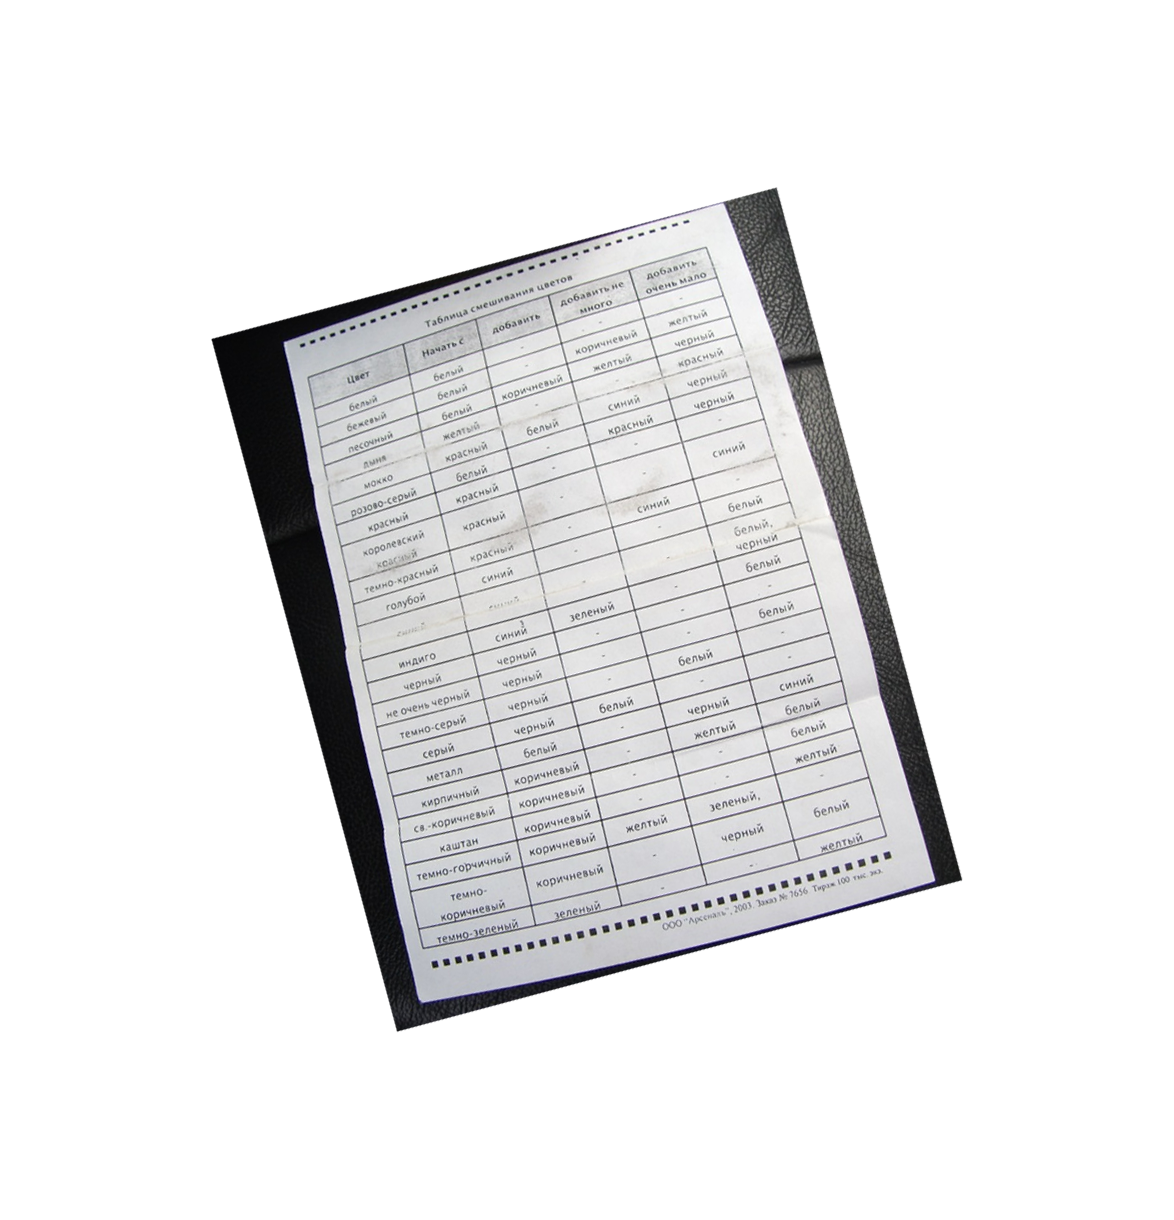 Таблица смешивания цветов
Цвет Начать с добавить добавить не много добавить очень мало
белый белый - - -
бежевый белый - коричневый желтый
песочный белый коричневый желтый черный
дыня желтый - красный
мокко красный белый синий черный
розово-серый белый - красный черный
красный красный - - -
королевский красный красный - - синий
темно-красный красный - синий -
голубой синий - - белый
синий синий - - белый, черный
индиго синий зеленый - белый
черный черный - - -
не очень черный черный - белый
темно-серый черный - белый -
серый черный белый - -
металл белый - черный синий
кирпичный коричневый - желтый белый
св.-коричневый коричневый - - белый
каштан коричневый - - желтый
темно-горчичный коричневый желтый - -
темно-коричневый коричневый - зеленый, черный белый
темно-зеленый зеленый - - желтый
ООО "Арсеналъ", 2003. Заказ № 7656. Тираж 100 тыс. экз.